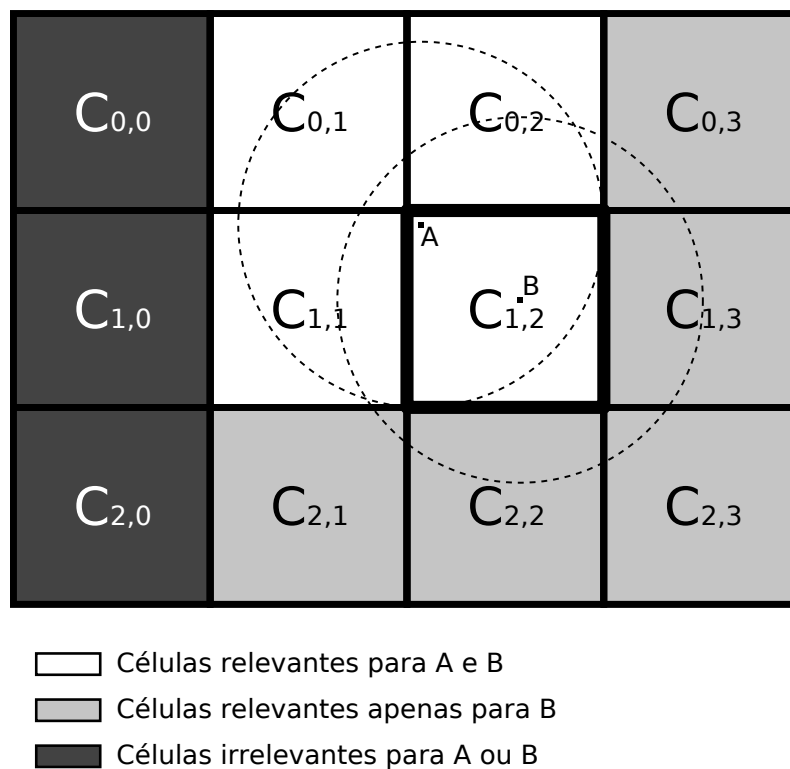 C0,0 C0,1 C0,2 C0,3
A
B
C1,0 C1,1 C1,2 C1,3
C2,0 C2,1 C2,2 C2,3
Células relevantes para A e B
Células relevantes apenas para B
Células irrelevantes para A ou B